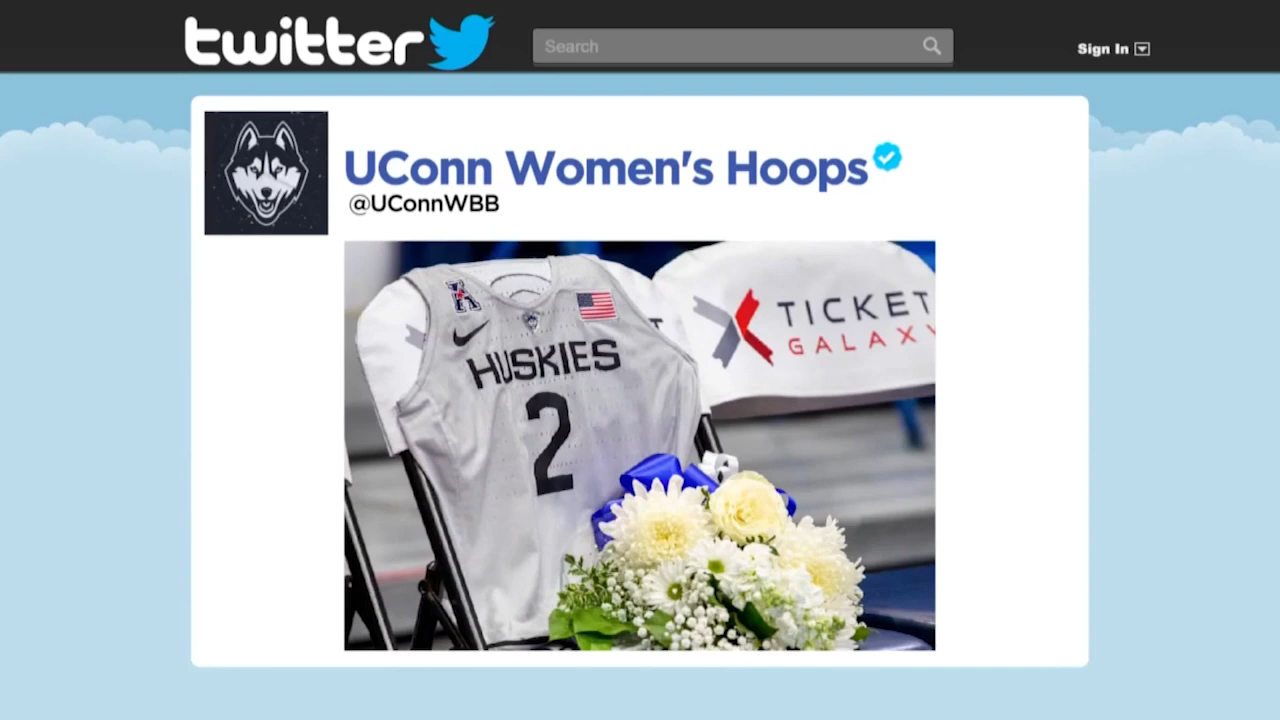 twitter
Search
Sign In
UConn Women's Hoops
@UConnWBB
HUSKIES
2
TICKET
GALAXY